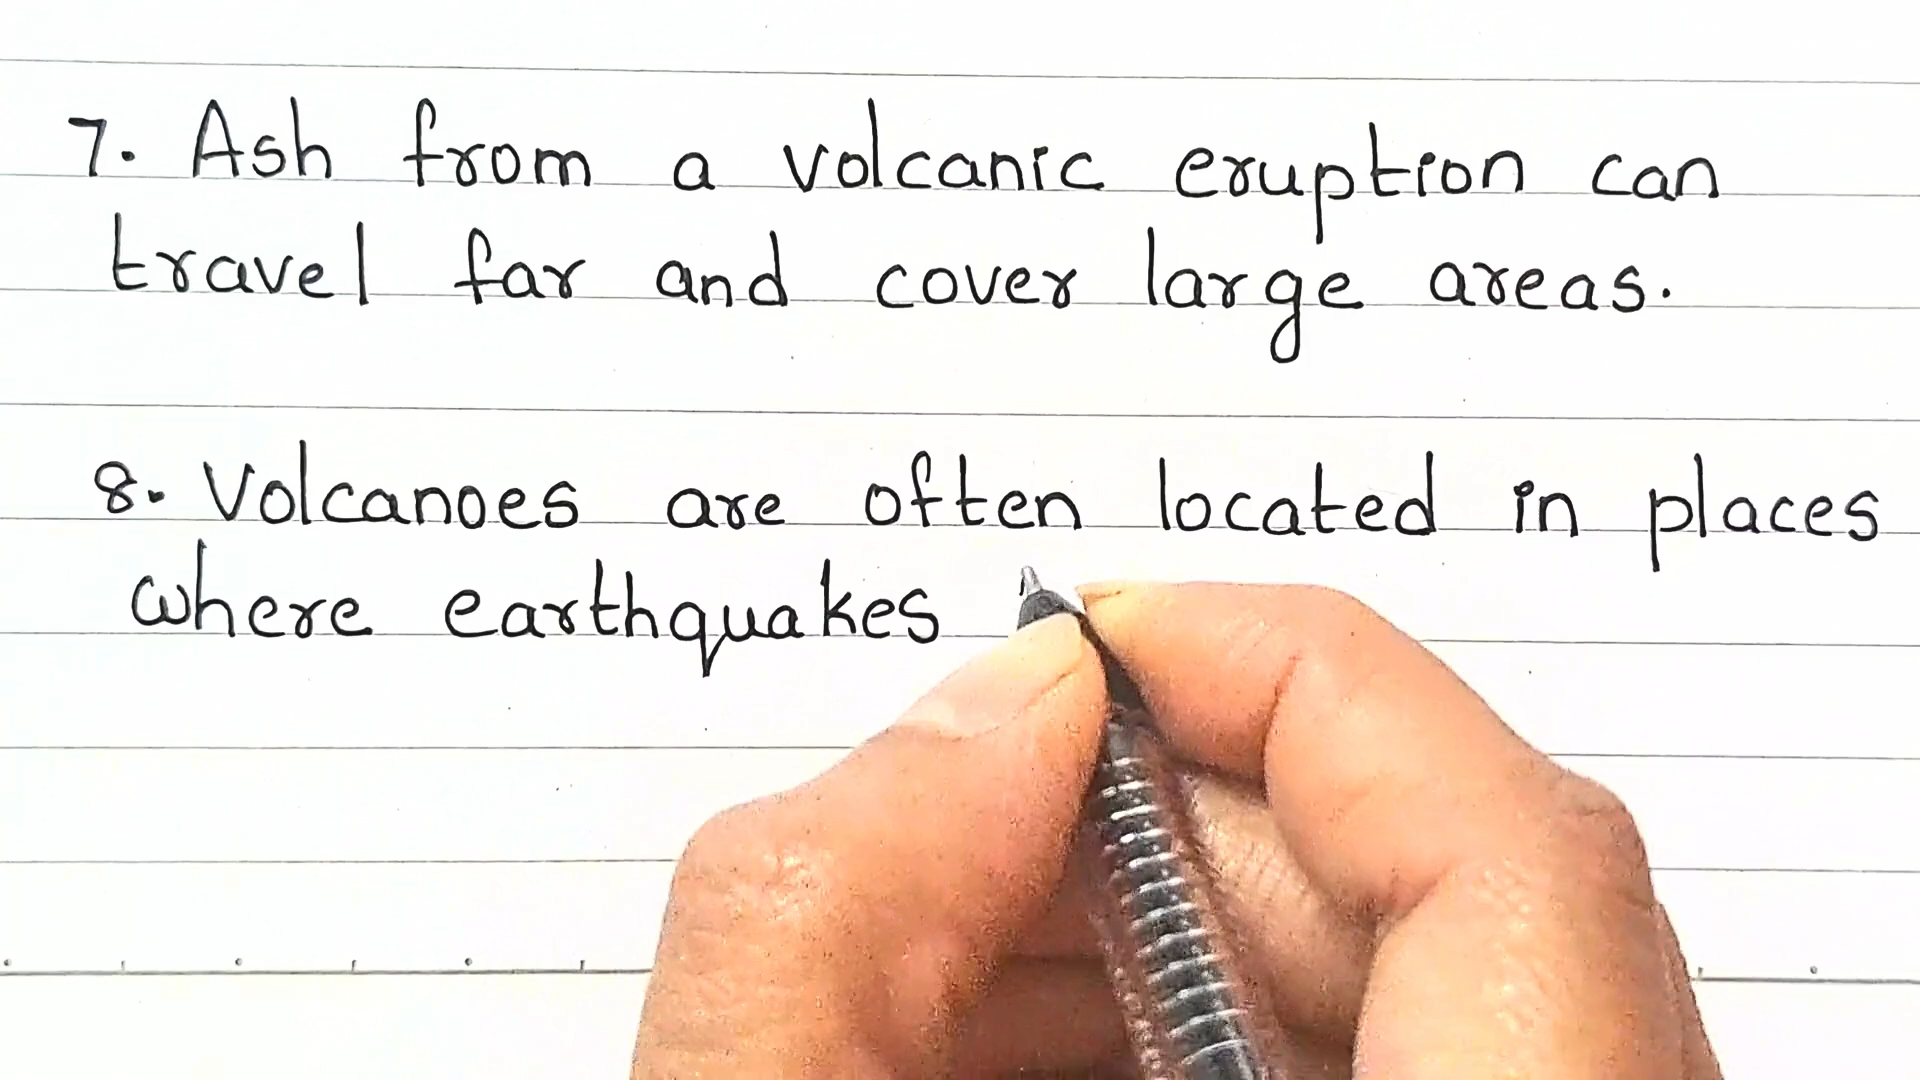 7. Ash from a volcanic eruption can
travel far and cover large areas.
8. Volcanoes are often located in places
where earthquakes